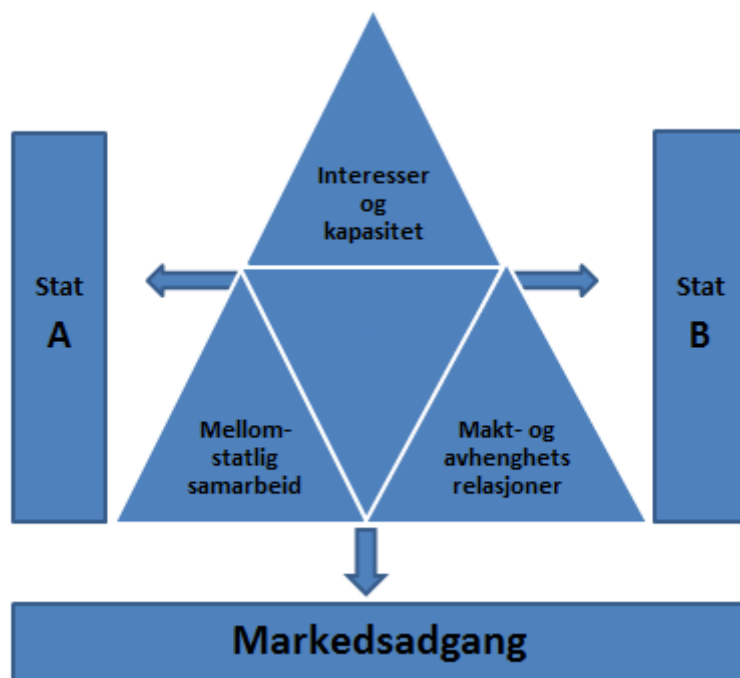 Interesser
og
kapasitet
Stat
A
Stat
B
Mellom-
statlig
samarbeid
Makt- og
avhenghets
relasjoner
Markedsadgang